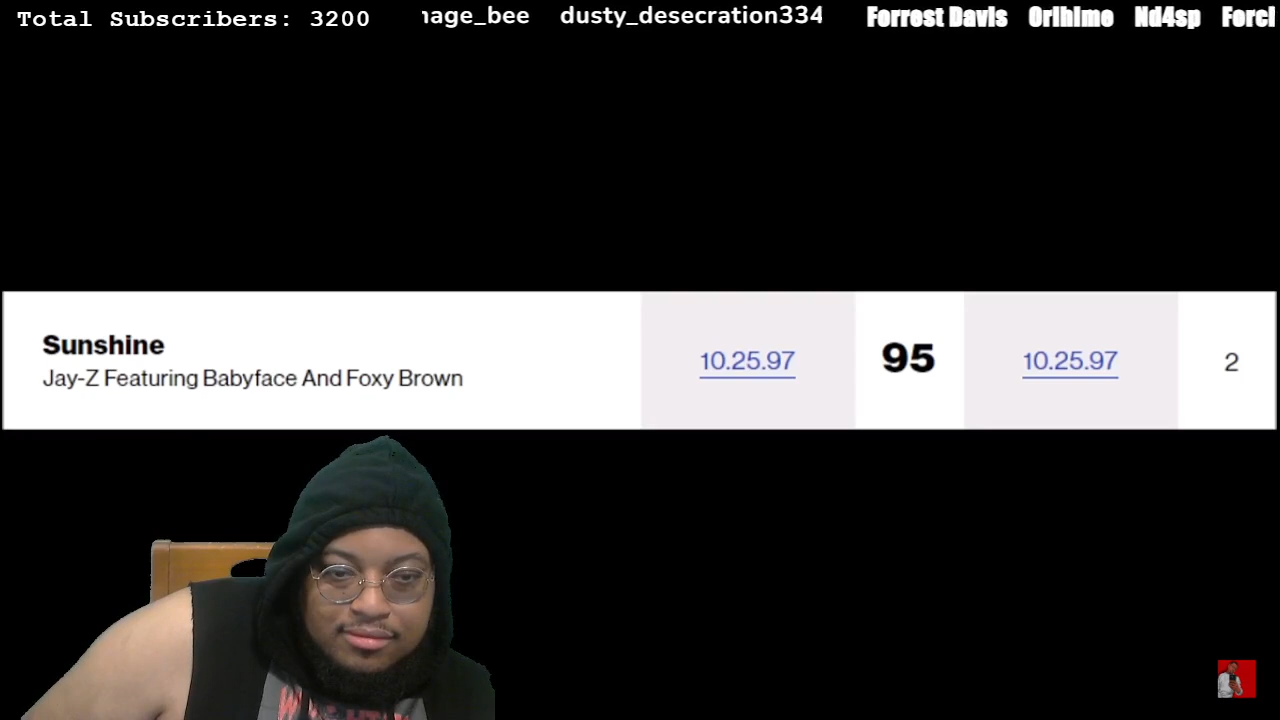 Total Subscribers: 3200
dusty_desecration334
Forrest Davis Orihime Nd4sp
Sunshine
Jay-Z Featuring Babyface And Foxy Brown
10.25.97
95
10.25.97
2